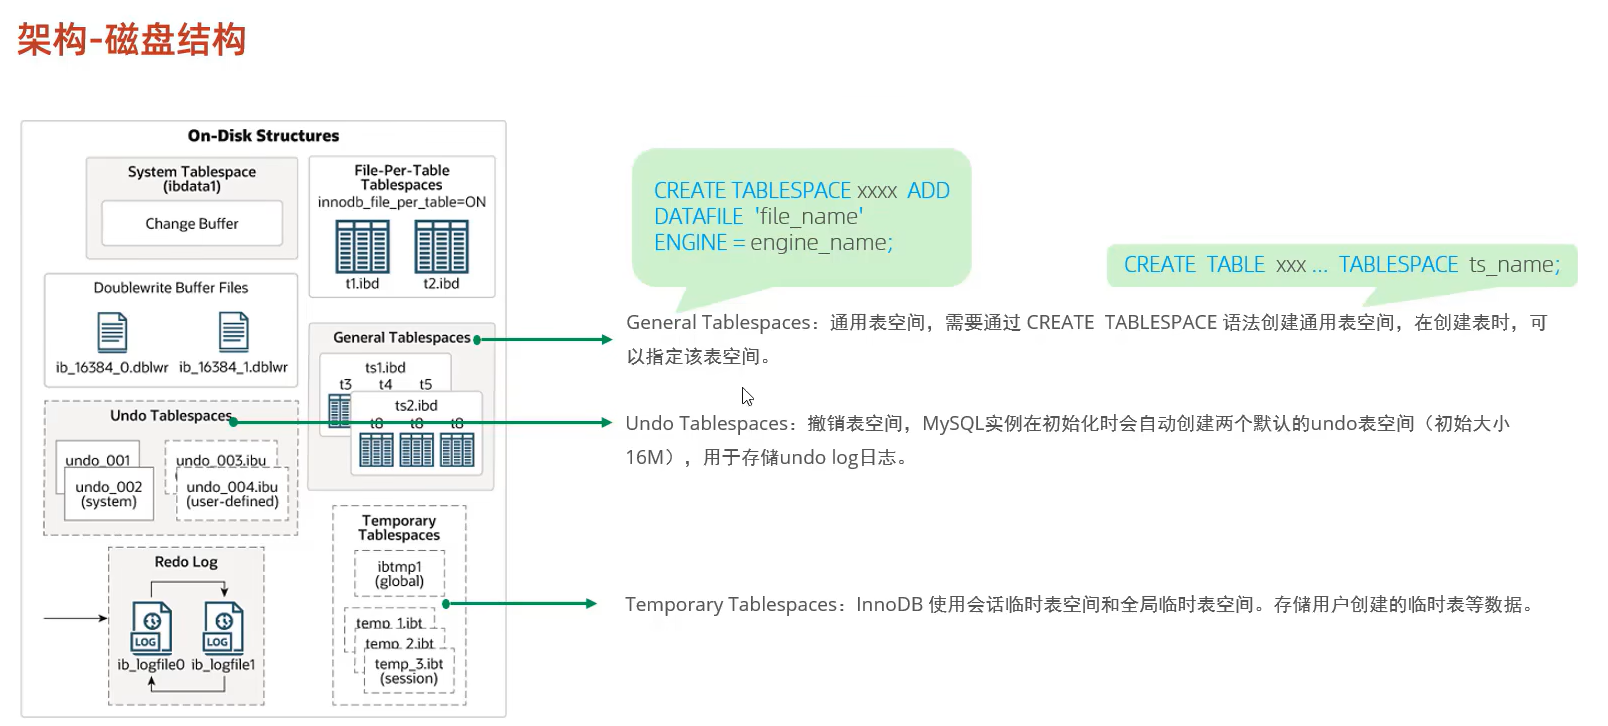 架构-磁盘结构
On-Disk Structures
System Tablespace
(ibdata1)
Change Buffer
File-Per-Table
Tablespaces
innodb_file_per_table=ON
t1.ibd
t2.ibd
Doublewrite Buffer Files
ib_16384_0.dblwr
ib_16384_1.dblwr
General Tablespaces
ts1.ibd
t3 t4 t5
ts2.ibd
Undo Tablespaces
undo_001
undo_002
(system)
undo_003.ibu
undo_004.ibu
(user-defined)
Temporary
Tablespaces
ibtmp1
(global)
temp_1.ibt
temp_2.ibt
temp_3.ibt
(session)
Redo Log
LOG
LOG
ib_logfile0
ib_logfile1
CREATE TABLESPACE xxxx ADD
DATAFILE 'file_name'
ENGINE = engine_name;
CREATE TABLE xxx ... TABLESPACE ts_name;
General Tablespaces：通用表空间，需要通过 CREATE TABLESPACE 语法创建通用表空间，在创建表时，可
以指定该表空间。
Undo Tablespaces：撤销表空间，MySQL实例在初始化时会自动创建两个默认的undo表空间（初始大小
16M），用于存储undo log日志。
Temporary Tablespaces：InnoDB 使用会话临时表空间和全局临时表空间。存储用户创建的临时表等数据。